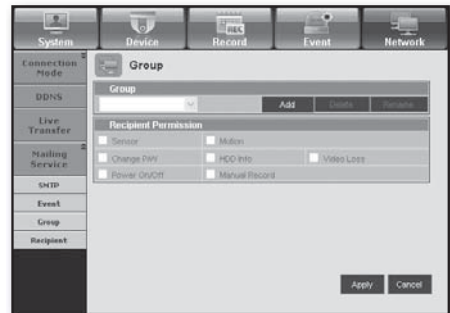 System Device Record Event Network
REC
Connection Mode
DDNS
Live Transfer
Mailing Service
SMTP
Event
Group
Recipient
Group
Group
Add Delete Rename
Recipient Permission
Sensor Motion
Change P/W HDD Info Video Loss
Power On/Off Manual Record
Apply Cancel